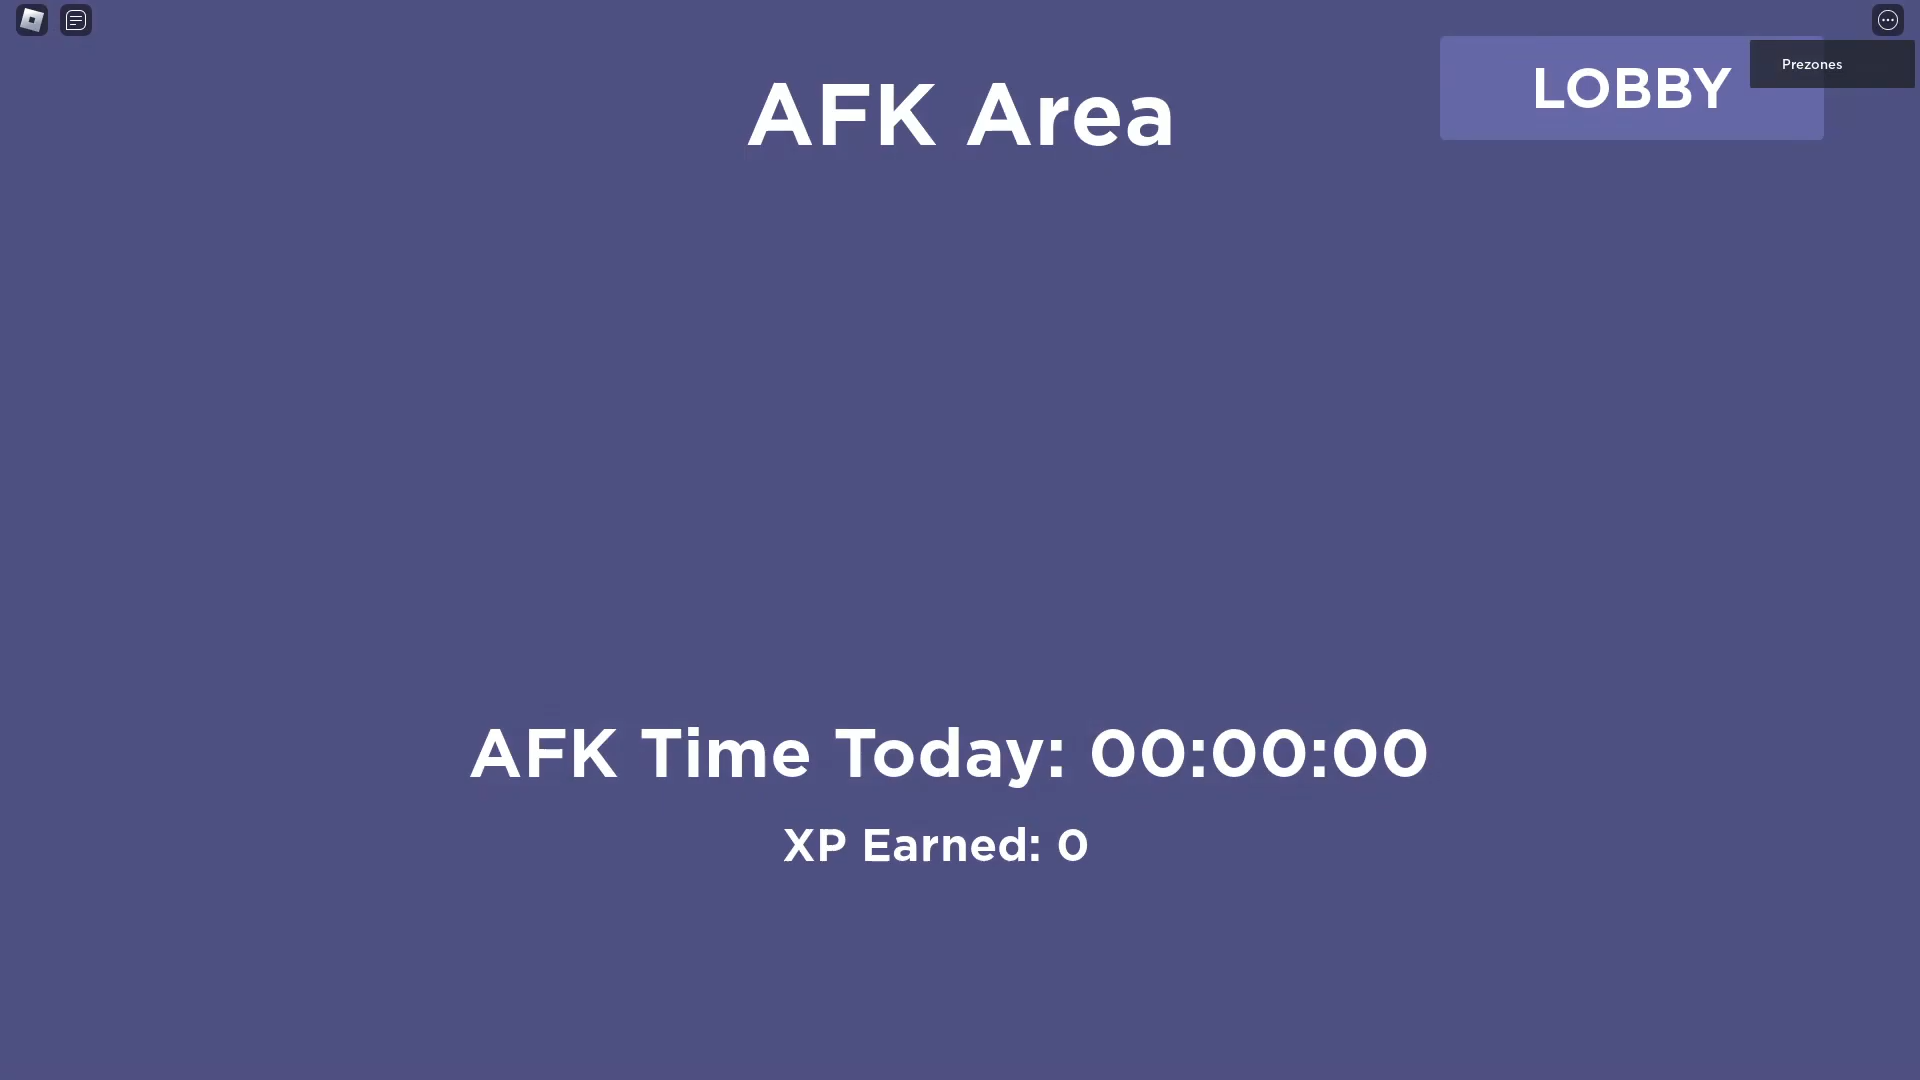 AFK Area
LOBBY
Prezones
AFK Time Today: 00:00:00
XP Earned: 0